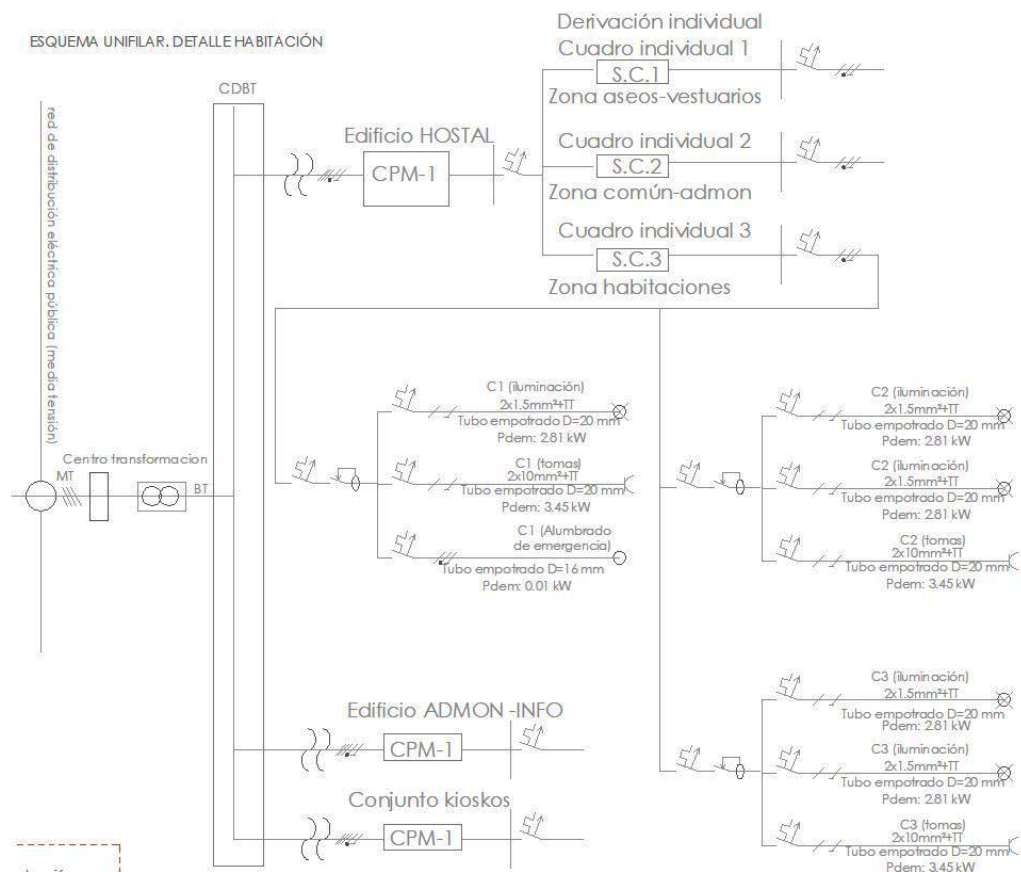 ESQUEMA UNIFILAR. DETALLE HABITACIÓN
red de distribución eléctrica pública (media tensión)
CDBT
Centro transformacion
MT
BT
Edificio HOSTAL
CPM-1
Derivación individual
Cuadro individual 1
S.C.1
Zona aseos-vestuarios
Cuadro individual 2
S.C.2
Zona común-admon
Cuadro individual 3
S.C.3
Zona habitaciones
C1 (iluminación)
2x1.5mm²+TT
Tubo empotrado D=20 mm
Pdem: 2.81 kW
C1 (tomas)
2x10mm²+TT
Tubo empotrado D=20 mm
Pdem: 3.45 kW
C1 (Alumbrado
de emergencia)
Tubo empotrado D=16 mm
Pdem: 0.01 kW
C2 (iluminación)
2x1.5mm²+TT
Tubo empotrado D=20 mm
Pdem: 2.81 kW
C2 (iluminación)
2x1.5mm²+TT
Tubo empotrado D=20 mm
Pdem: 2.81 kW
C2 (tomas)
2x10mm²+TT
Tubo empotrado D=20 mm
Pdem: 3.45 kW
C3 (iluminación)
2x1.5mm²+TT
Tubo empotrado D=20 mm
Pdem: 2.81 kW
C3 (iluminación)
2x1.5mm²+TT
Tubo empotrado D=20 mm
Pdem: 2.81 kW
C3 (tomas)
2x10mm²+TT
Tubo empotrado D=20 mm
Pdem: 3.45 kW
Edificio ADMON -INFO
CPM-1
Conjunto kioskos
CPM-1